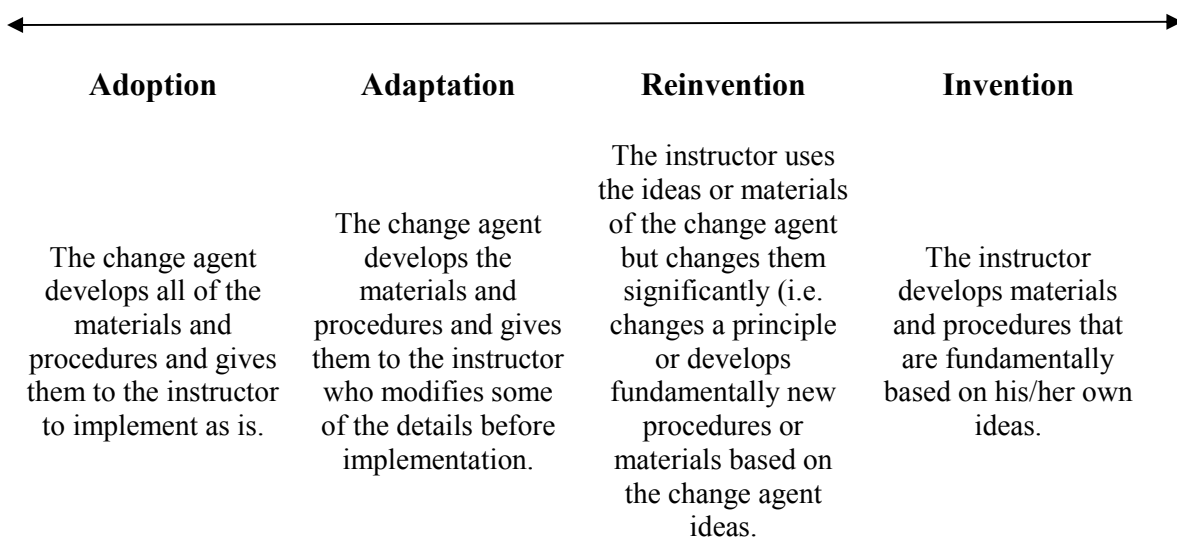 Adoption
Adaptation
Reinvention
Invention
The change agent
develops all of the
materials and
procedures and gives
them to the instructor
to implement as is.
The change agent
develops the
materials and
procedures and gives
them to the instructor
who modifies some
of the details before
implementation.
The instructor uses
the ideas or materials
of the change agent
but changes them
significantly (i.e.
changes a principle
or develops
fundamentally new
procedures or
materials based on
the change agent
ideas.
The instructor
develops materials
and procedures that
are fundamentally
based on his/her own
ideas.